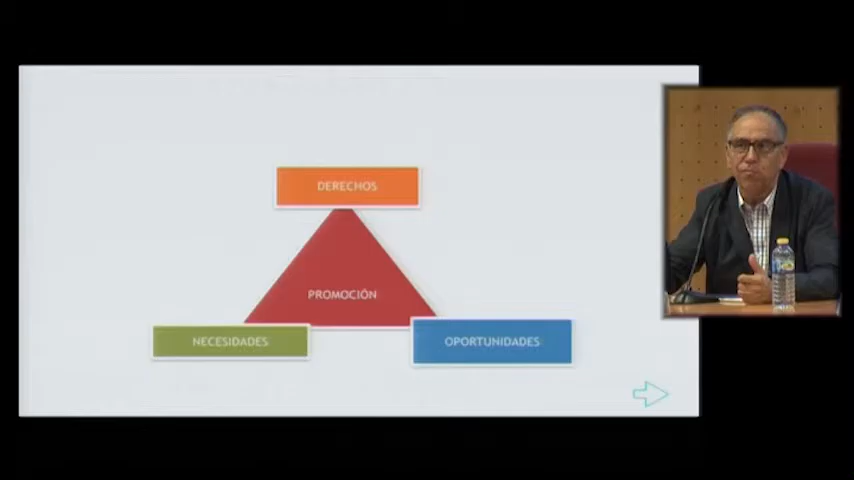 DERECHOS
PROMOCIÓN
NECESIDADES
OPORTUNIDADES